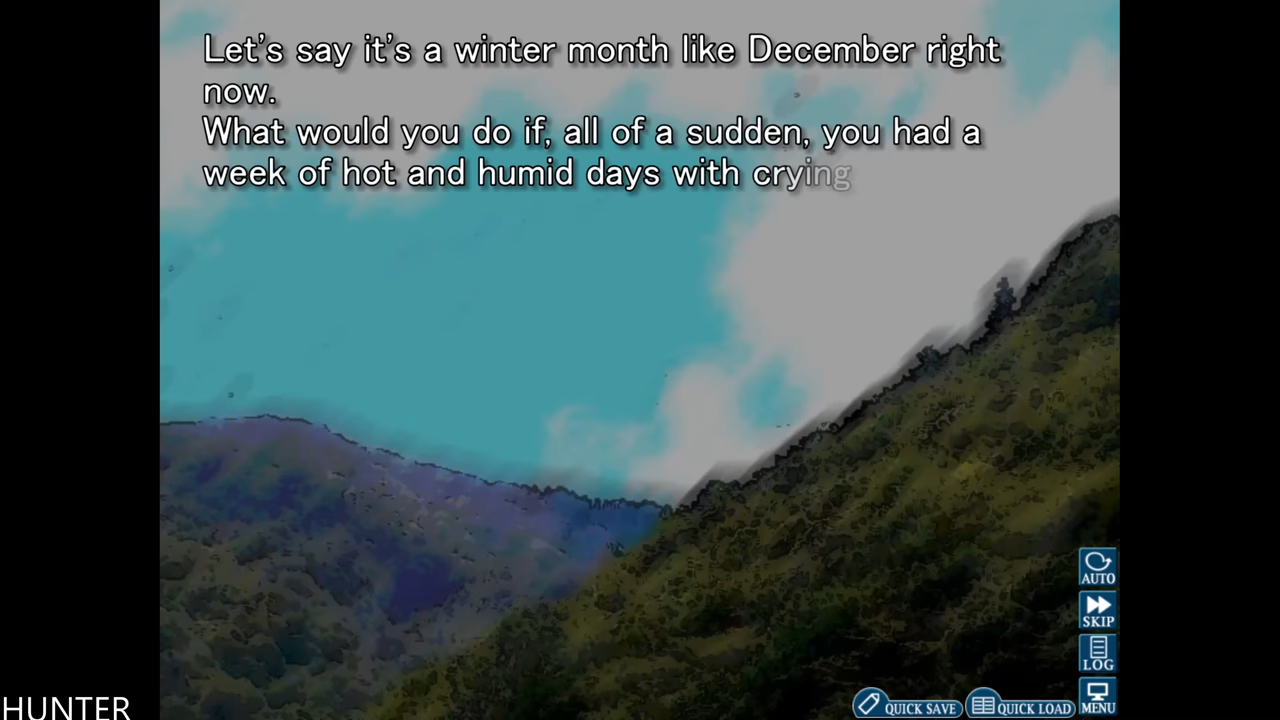 Let's say it's a winter month like December right
now.
What would you do if, all of a sudden, you had a
week of hot and humid days with crying
AUTO
SKIP
LOG
MENU
QUICK SAVE
QUICK LOAD
HUNTER